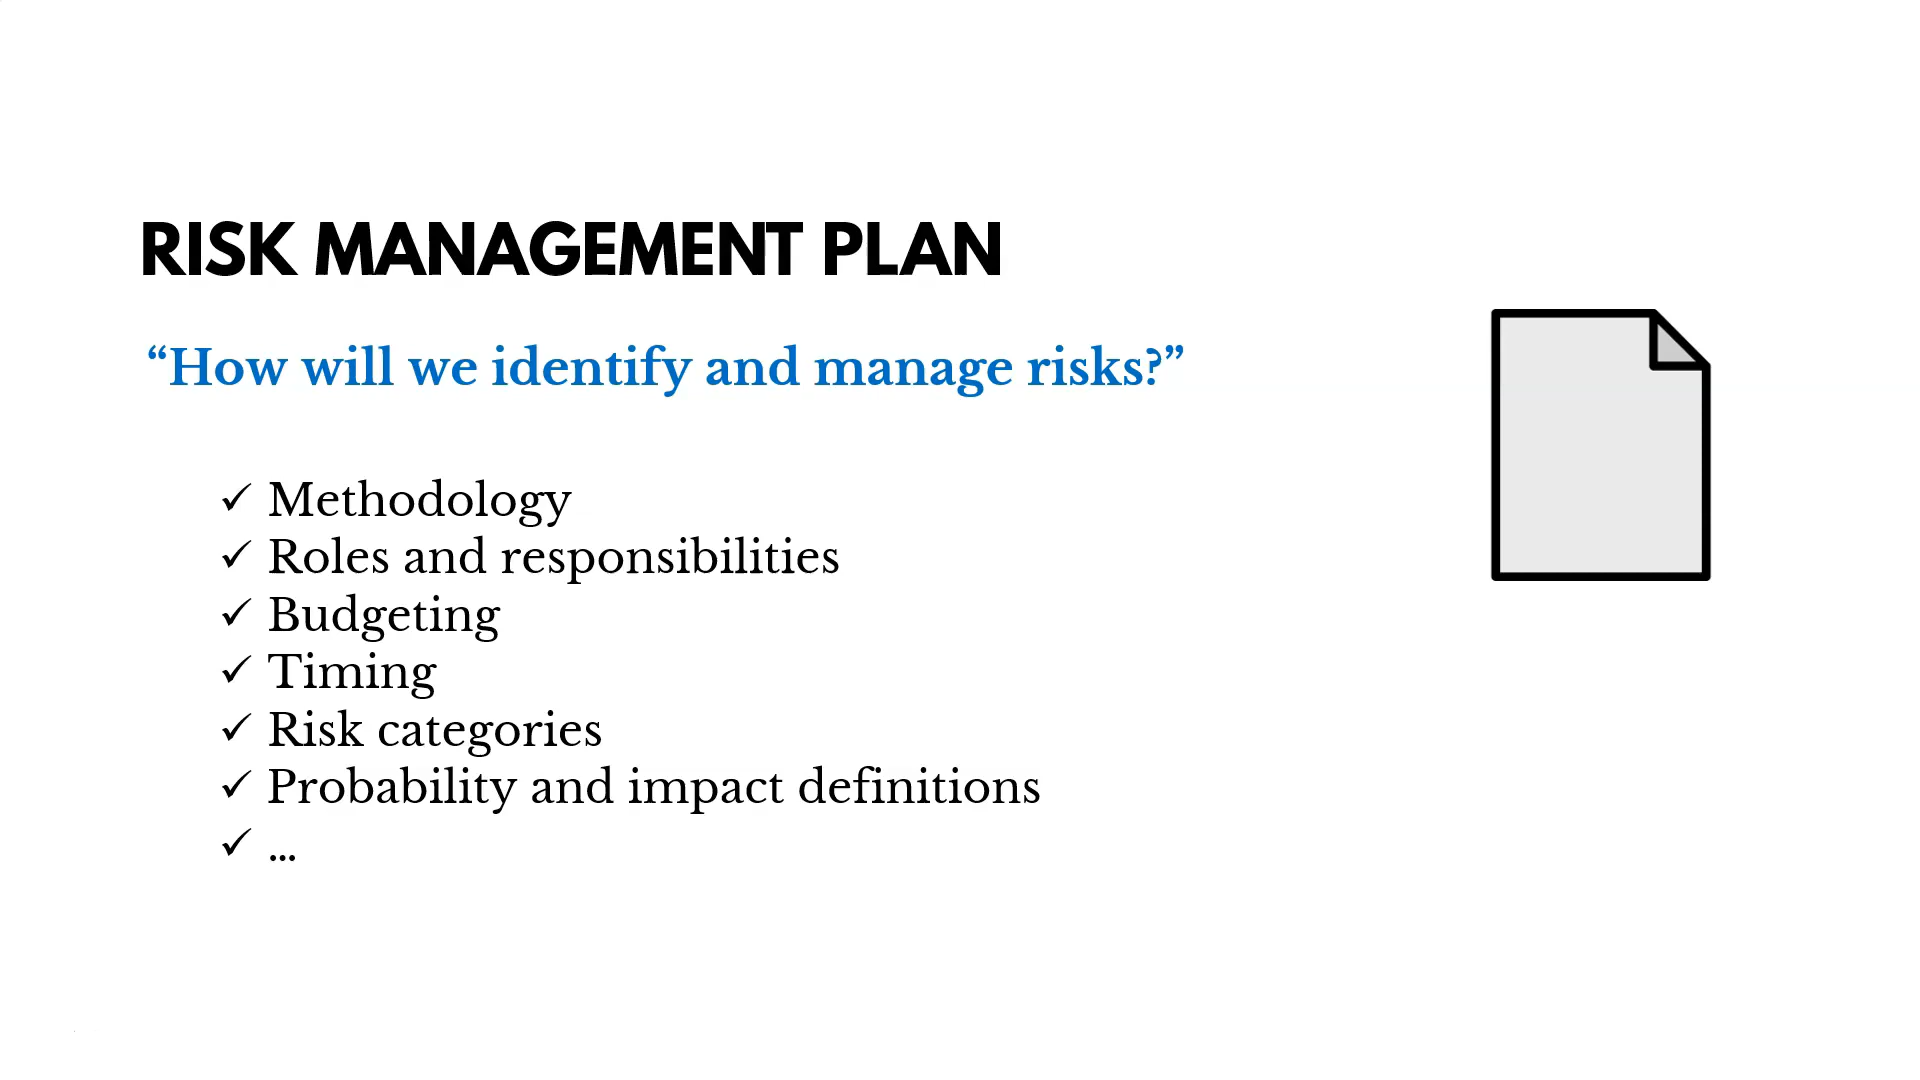 RISK MANAGEMENT PLAN
“How will we identify and manage risks?”
✓ Methodology
✓ Roles and responsibilities
✓ Budgeting
✓ Timing
✓ Risk categories
✓ Probability and impact definitions
✓ ...